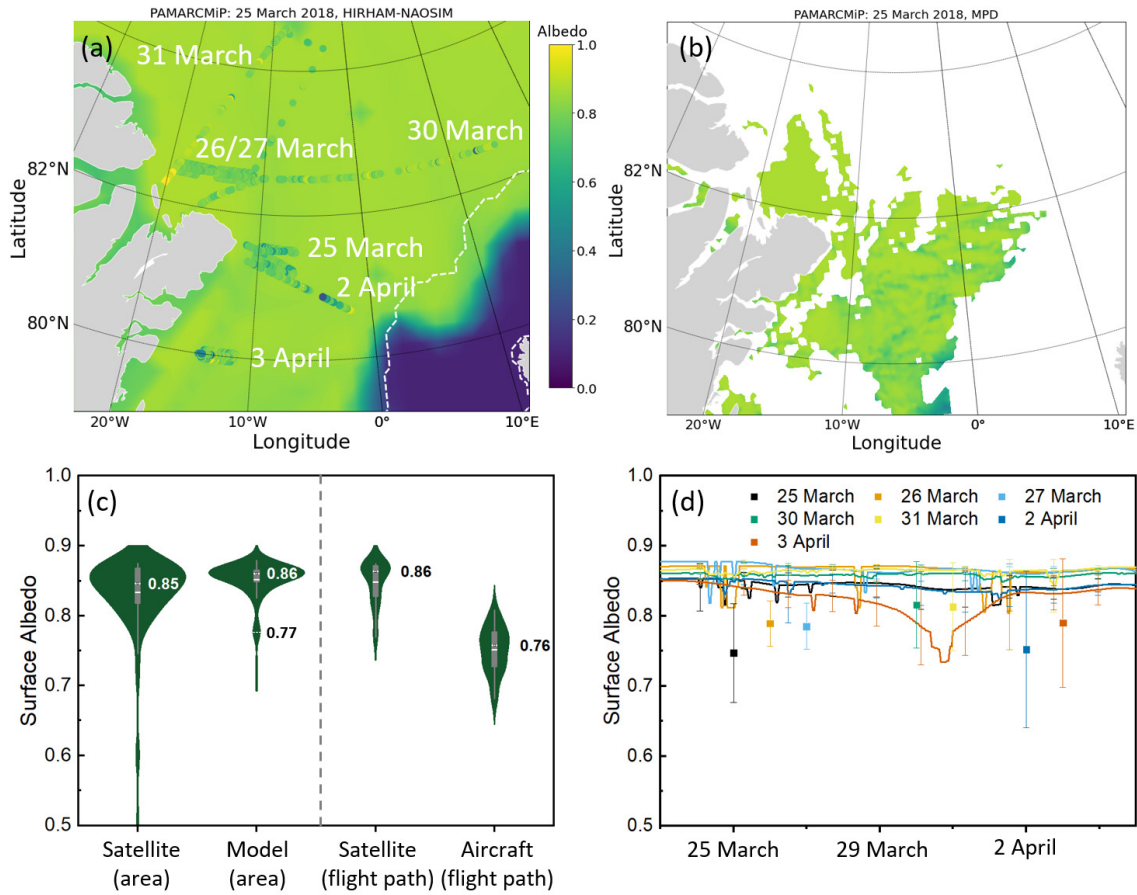 PAMARCMiP: 25 March 2018, HIRHAM-NAOSIM
(a)
Albedo
31 March
30 March
26/27 March
25 March
2 April
3 April
1.0
0.8
0.6
0.4
0.2
0.0
82°N
80°N
Latitude
20°W
10°W
0°
10°E
Longitude
PAMARCMiP: 25 March 2018, MPD
(b)
82°N
80°N
Latitude
20°W
10°W
0°
10°E
Longitude
(c)
1.0
0.9
0.8
0.7
0.6
0.5
Surface Albedo
0.85
0.86
0.77
0.86
0.76
Satellite
(area)
Model
(area)
Satellite
(flight path)
Aircraft
(flight path)
(d)
25 March
26 March
27 March
30 March
31 March
2 April
3 April
1.0
0.9
0.8
0.7
0.6
0.5
Surface Albedo
25 March
29 March
2 April